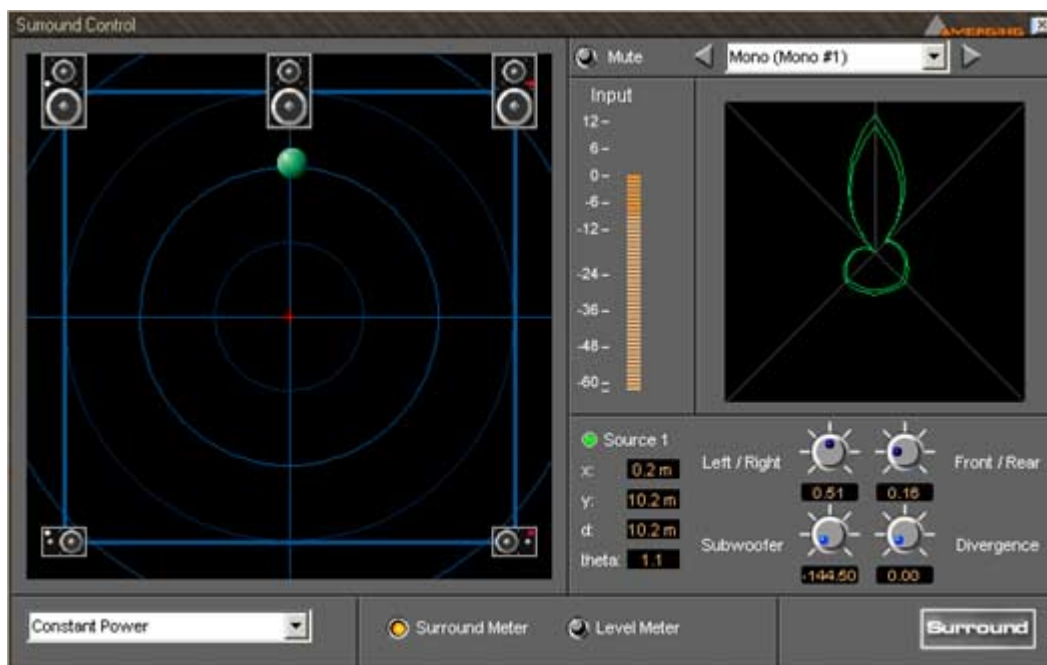 Surround Control
MERGING
Mute
Mono (Mono #1)
Input
12
6
0
-6
-12
-24
-36
-48
-60
Source 1
x: 0.2 m
y: 10.2 m
d: 10.2 m
theta: 1.1
Left / Right
0.51
0.16
Front / Rear
Subwoofer
-144.50
0.00
Divergence
Constant Power
Surround Meter
Level Meter
Surround